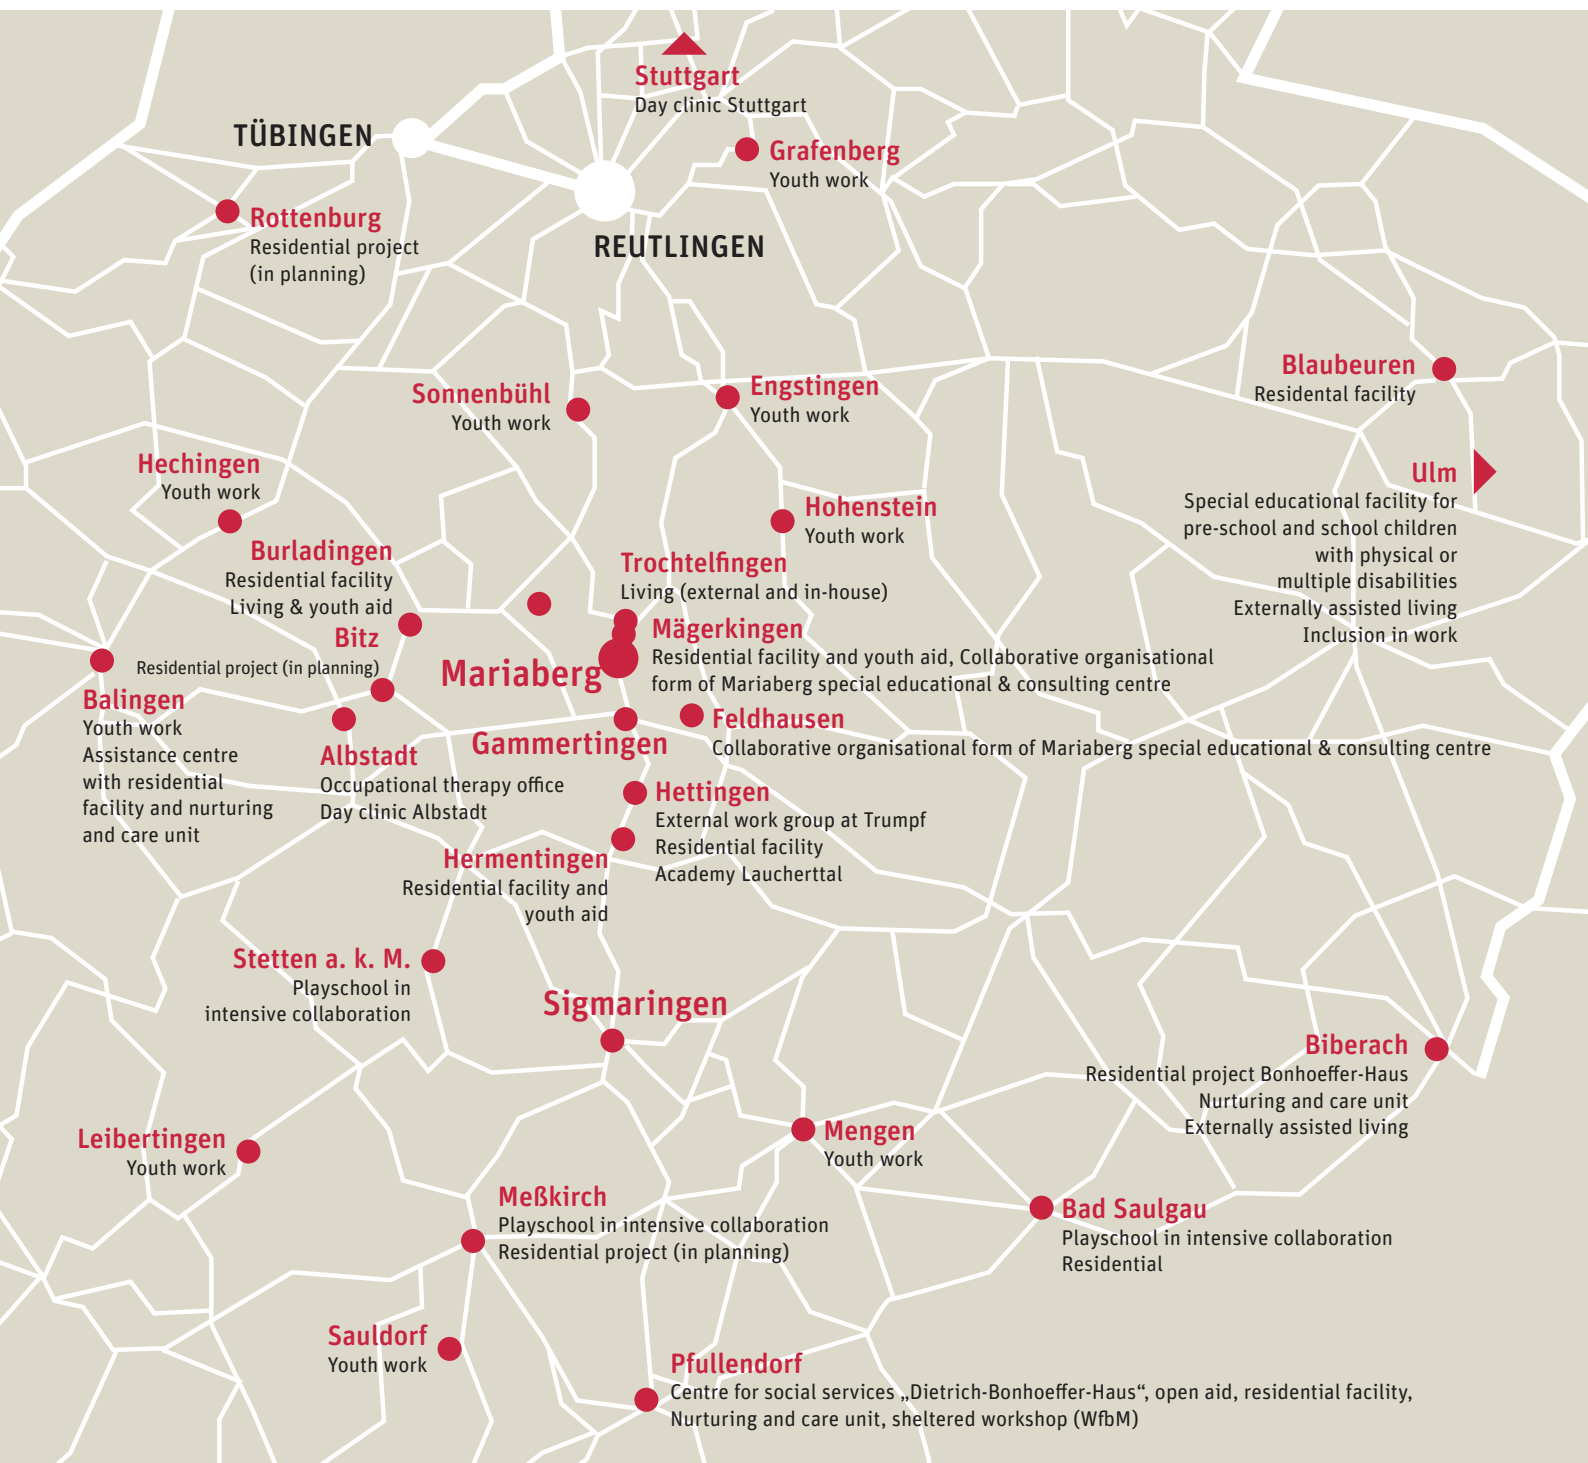 Stuttgart
Day clinic Stuttgart
TÜBINGEN
Grafenberg
Youth work
Rottenburg
Residential project
(in planning)
REUTLINGEN
Blaubeuren
Residental facility
Sonnenbühl
Youth work
Engstingen
Youth work
Hechingen
Youth work
Ulm
Special educational facility for
pre-school and school children
with physical or
multiple disabilities
Externally assisted living
Inclusion in work
Hohenstein
Youth work
Burladingen
Residential facility
Living & youth aid
Trochtelfingen
Living (external and in-house)
Bitz
Residential project (in planning)
Mägerkingen
Residential facility and youth aid, Collaborative organisational
form of Mariaberg special educational & consulting centre
Mariaberg
Balingen
Youth work
Assistance centre
with residential
facility and nurturing
and care unit
Albstadt
Occupational therapy office
Day clinic Albstadt
Gammertingen
Feldhausen
Collaborative organisational form of Mariaberg special educational & consulting centre
Hettingen
External work group at Trumpf
Residential facility
Academy Laucherttal
Hermentingen
Residential facility and
youth aid
Stetten a. k. M.
Playschool in
intensive collaboration
Sigmaringen
Biberach
Residential project Bonhoeffer-Haus
Nurturing and care unit
Externally assisted living
Leibertingen
Youth work
Mengen
Youth work
Meßkirch
Playschool in intensive collaboration
Residential project (in planning)
Bad Saulgau
Playschool in intensive collaboration
Residential
Sauldorf
Youth work
Pfullendorf
Centre for social services „Dietrich-Bonhoeffer-Haus“, open aid, residential facility,
Nurturing and care unit, sheltered workshop (WfbM)